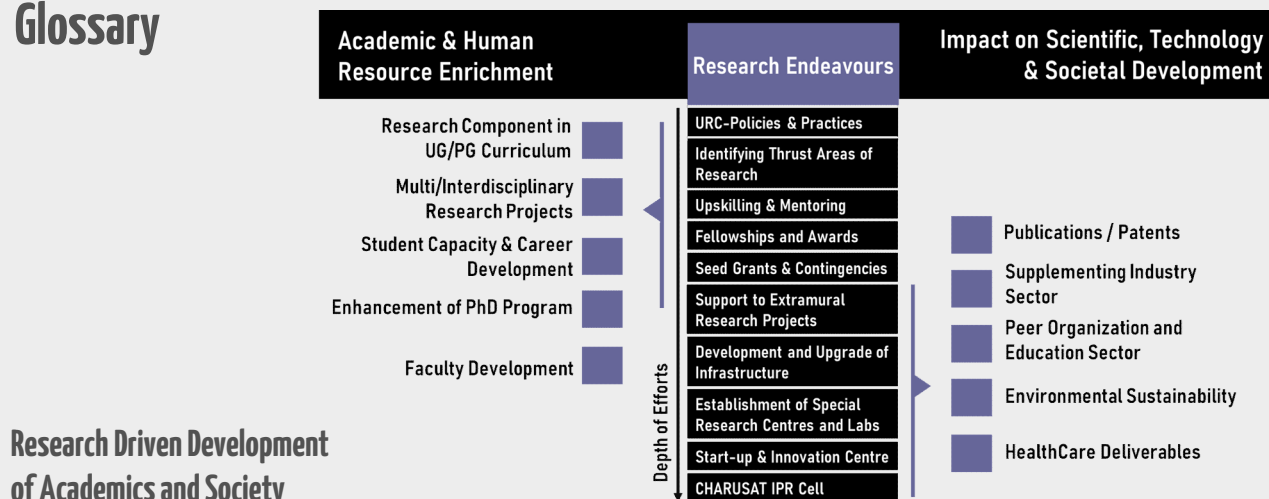 Glossary
Academic & Human
Resource Enrichment
Research Endeavours
Impact on Scientific, Technology
& Societal Development
Research Component in
UG/PG Curriculum
Multi/Interdisciplinary
Research Projects
Student Capacity & Career
Development
Enhancement of PhD Program
Faculty Development
Depth of Efforts
URC-Policies & Practices
Identifying Thrust Areas of
Research
Upskilling & Mentoring
Fellowships and Awards
Seed Grants & Contingencies
Support to Extramural
Research Projects
Development and Upgrade of
Infrastructure
Establishment of Special
Research Centres and Labs
Start-up & Innovation Centre
CHARUSAT IPR Cell
Publications / Patents
Supplementing Industry
Sector
Peer Organization and
Education Sector
Environmental Sustainability
HealthCare Deliverables
Research Driven Development
of Academics and Society